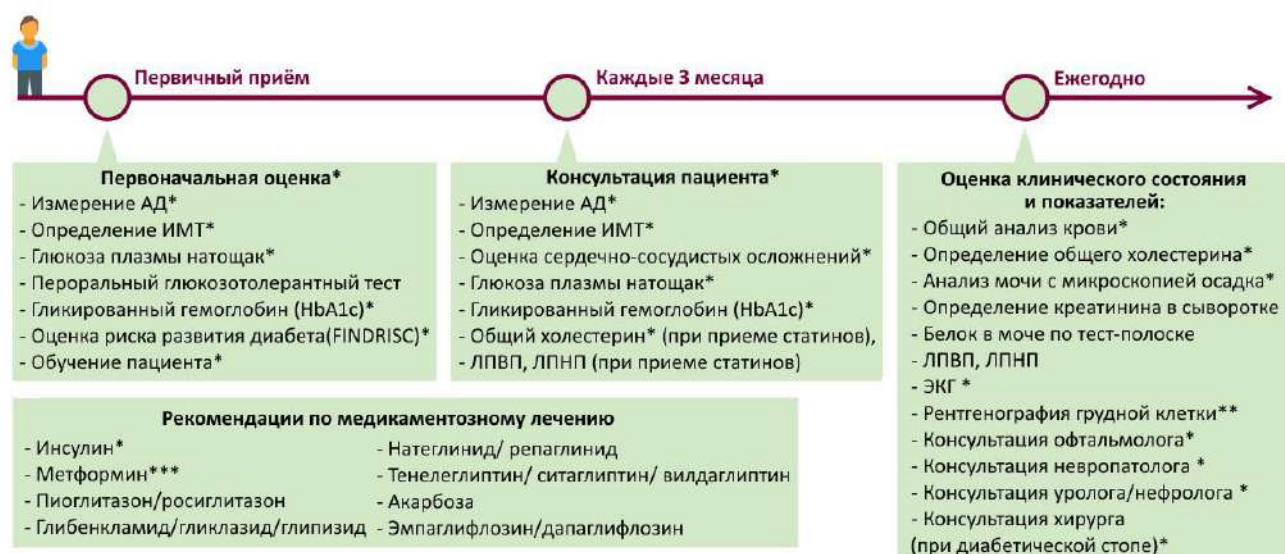 Первичный приём
Каждые 3 месяца
Ежегодно
Первоначальная оценка*
- Измерение АД*
- Определение ИМТ*
- Глюкоза плазмы натощак*
- Пероральный глюкозотолерантный тест
- Гликированный гемоглобин (HbA1c)*
- Оценка риска развития диабета(FINDRISC)*
- Обучение пациента*
Консультация пациента*
- Измерение АД*
- Определение ИМТ*
- Оценка сердечно-сосудистых осложнений*
- Глюкоза плазмы натощак*
- Гликированный гемоглобин (HbA1c)*
- Общий холестерин* (при приеме статинов),
- ЛПВП, ЛПНП (при приеме статинов)
Оценка клинического состояния
и показателей:
- Общий анализ крови*
- Определение общего холестерина*
- Анализ мочи с микроскопией осадка*
- Определение креатинина в сыворотке
- Белок в моче по тест-полоске
- ЛПВП, ЛПНП
- ЭКГ *
- Рентгенография грудной клетки**
- Консультация офтальмолога*
- Консультация невропатолога *
- Консультация уролога/нефролога *
- Консультация хирурга
(при диабетической стопе)*
Рекомендации по медикаментозному лечению
- Инсулин*
- Метформин***
- Пиоглитазон/росиглитазон
- Глибенкламид/гликлазид/глипизид
- Натеглинид/ репаглинид
- Тенелеглиптин/ ситаглиптин/ вилдаглиптин
- Акарбоза
- Эмпаглифлозин/дапаглифлозин